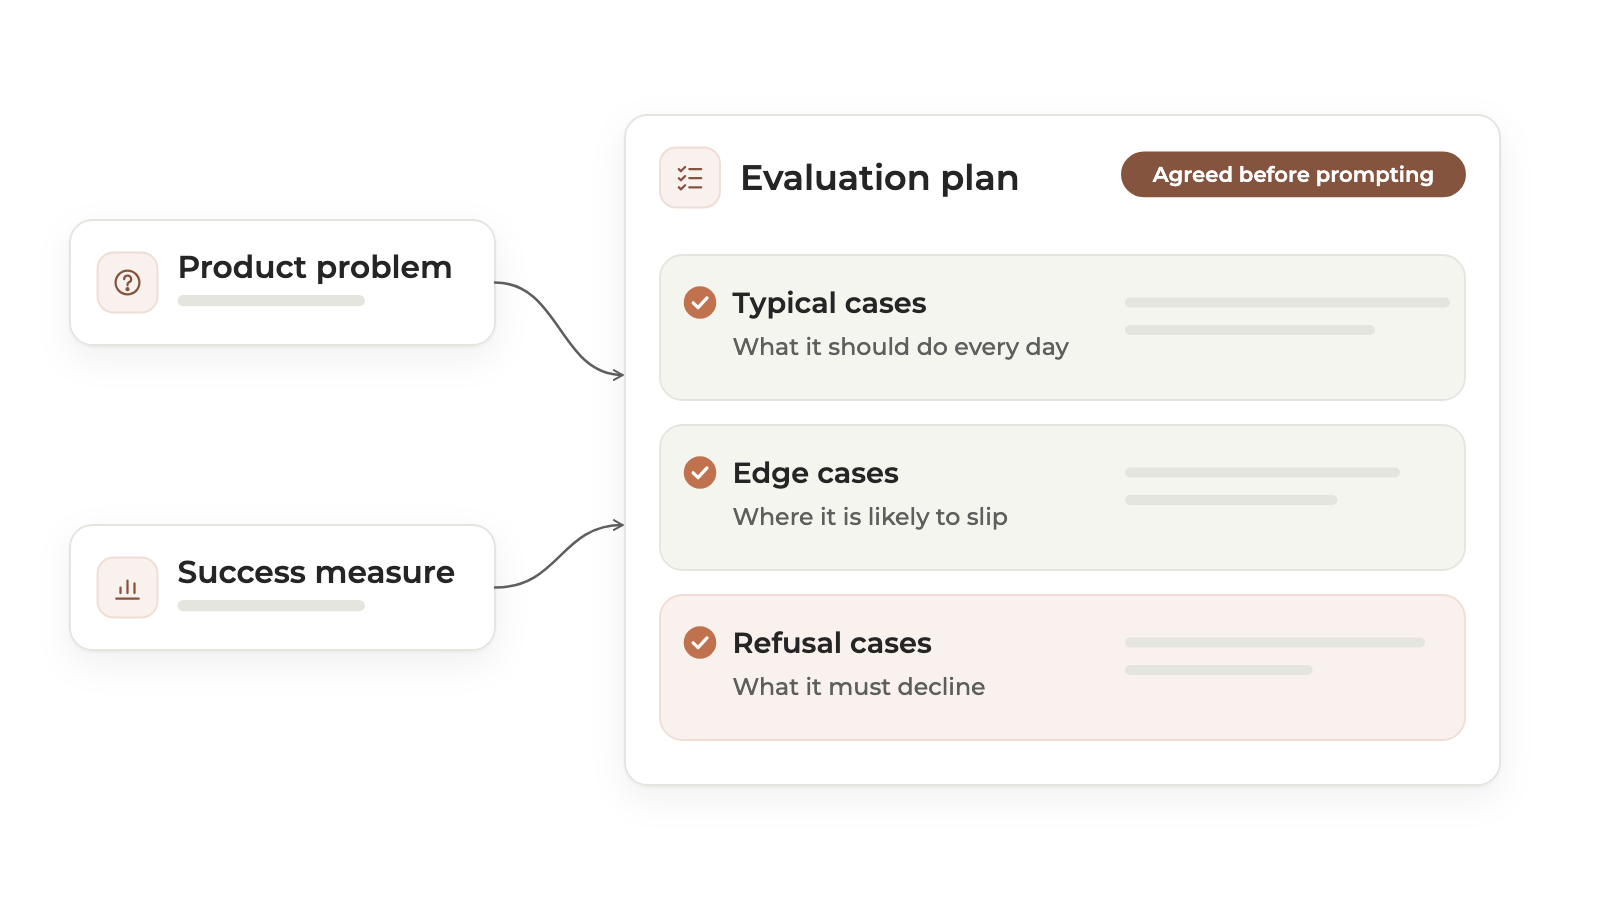 Product problem
Success measure
Evaluation plan
Agreed before prompting
Typical cases
What it should do every day
Edge cases
Where it is likely to slip
Refusal cases
What it must decline